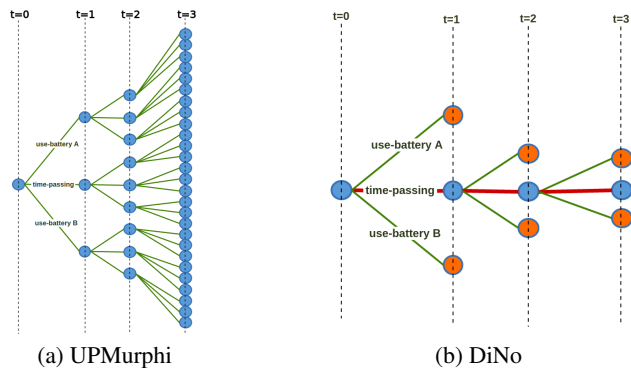 t=0 t=1 t=2 t=3
use-battery A
time-passing
use-battery B
(a) UPMurphi
t=0 t=1 t=2 t=3
use-battery A
time-passing
use-battery B
(b) DiNo